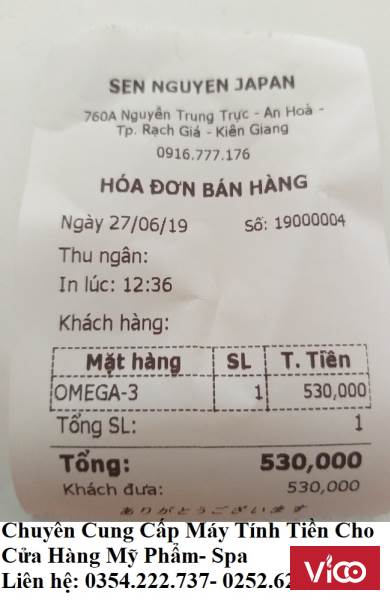 SEN NGUYEN JAPAN
760A Nguyễn Trung Trực - An Hoà -
Tp. Rạch Giá - Kiên Giang
0916.777.176
HÓA ĐƠN BÁN HÀNG
Ngày 27/06/19 Số: 19000004
Thu ngân:
In lúc: 12:36
Khách hàng:
Mặt hàng SL T. Tiền
OMEGA-3 1 530,000
Tổng SL: 1
Tổng: 530,000
Khách đưa: 530,000
ありがとうございます
Chuyên Cung Cấp Máy Tính Tiền Cho
Cửa Hàng Mỹ Phẩm- Spa
Liên hệ: 0354.222.737- 0252.62
Vico